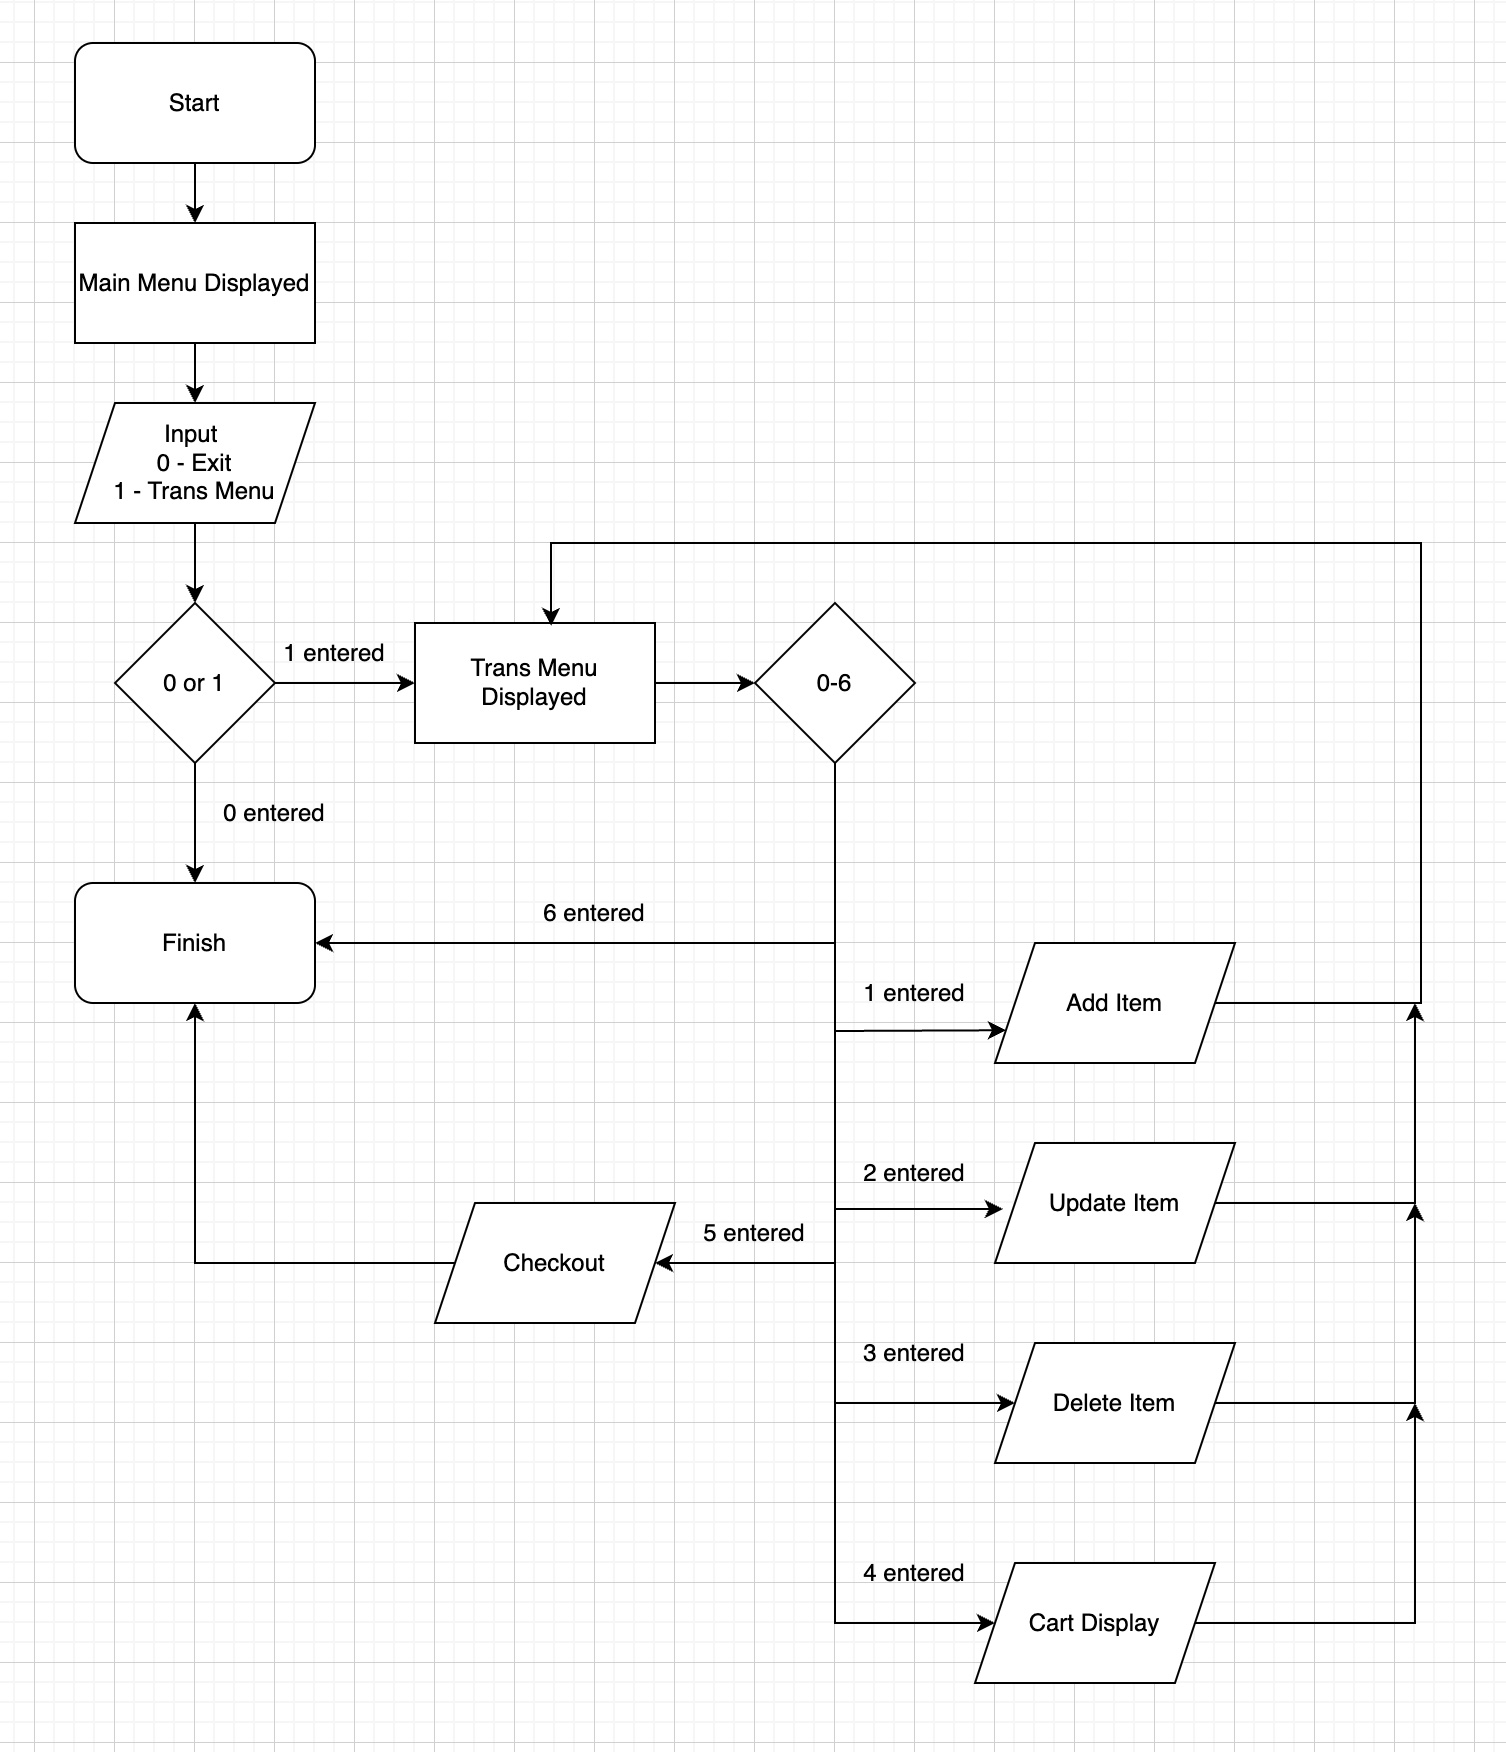 Start
Main Menu Displayed
Input
0 - Exit
1 - Trans Menu
0 or 1
1 entered
Trans Menu
Displayed
0-6
0 entered
Finish
6 entered
1 entered
Add Item
2 entered
Update Item
5 entered
Checkout
3 entered
Delete Item
4 entered
Cart Display